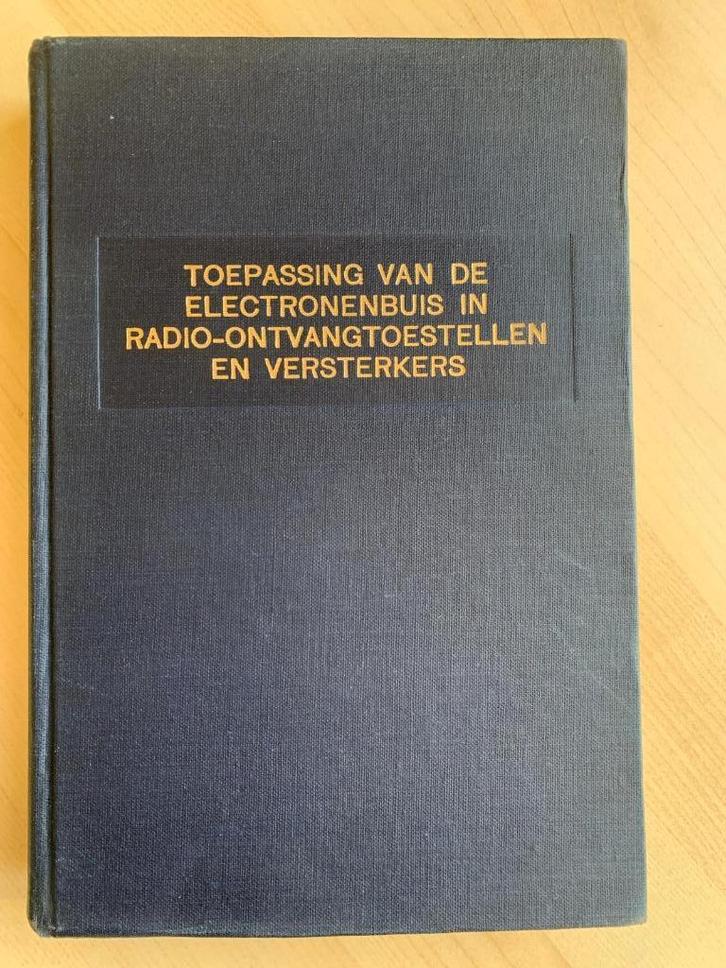 TOEPASSING VAN DE
ELECTRONENBUIS IN
RADIO-ONTVANGTOESTELLEN
EN VERSTERKERS